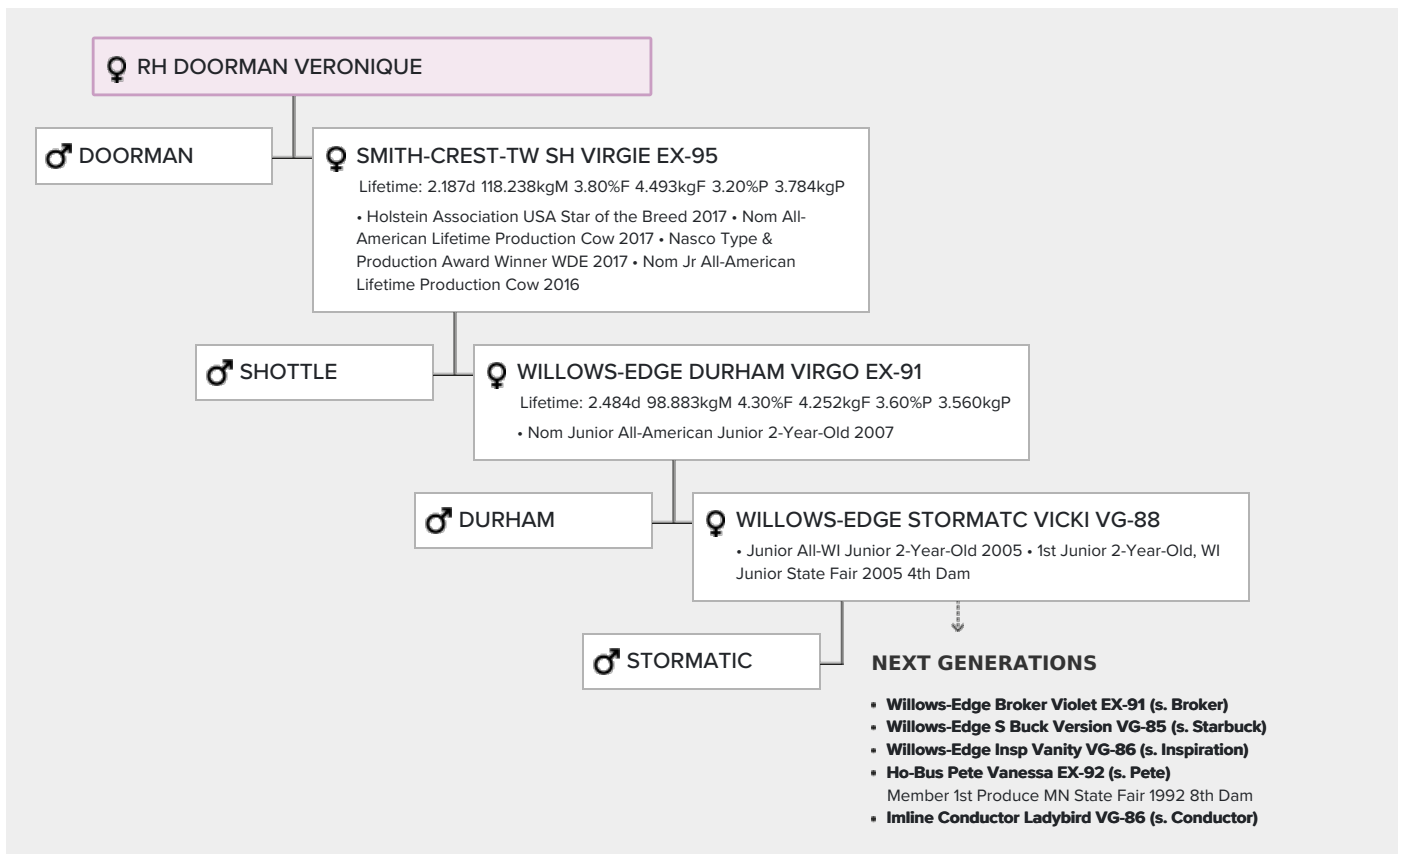 RH DOORMAN VERONIQUE
DOORMAN
SMITH-CREST-TW SH VIRGIE EX-95
Lifetime: 2.187d 118.238kgM 3.80%F 4.493kgF 3.20%P 3.784kgP
• Holstein Association USA Star of the Breed 2017 • Nom All-
American Lifetime Production Cow 2017 • Nasco Type &
Production Award Winner WDE 2017 • Nom Jr All-American
Lifetime Production Cow 2016
SHOTTLE
WILLOWS-EDGE DURHAM VIRGO EX-91
Lifetime: 2.484d 98.883kgM 4.30%F 4.252kgF 3.60%P 3.560kgP
• Nom Junior All-American Junior 2-Year-Old 2007
DURHAM
WILLOWS-EDGE STORMATC VICKI VG-88
• Junior All-WI Junior 2-Year-Old 2005 • 1st Junior 2-Year-Old, WI
Junior State Fair 2005 4th Dam
STORMATIC
NEXT GENERATIONS
• Willows-Edge Broker Violet EX-91 (s. Broker)
• Willows-Edge S Buck Version VG-85 (s. Starbuck)
• Willows-Edge Insp Vanity VG-86 (s. Inspiration)
• Ho-Bus Pete Vanessa EX-92 (s. Pete)
Member 1st Produce MN State Fair 1992 8th Dam
• Imline Conductor Ladybird VG-86 (s. Conductor)